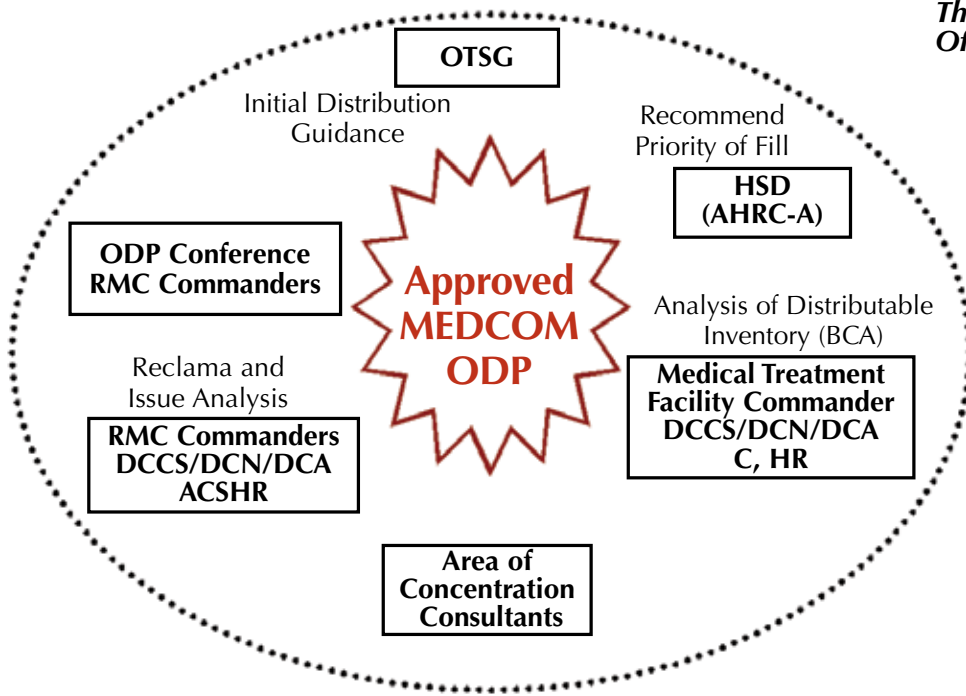 Th
Of
OTSG
Initial Distribution
Guidance
Recommend
Priority of Fill
HSD
(AHRC-A)
ODP Conference
RMC Commanders
Approved
MEDCOM
ODP
Analysis of Distributable
Inventory (BCA)
Medical Treatment
Facility Commander
DCCS/DCN/DCA
C, HR
Reclama and
Issue Analysis
RMC Commanders
DCCS/DCN/DCA
ACSHR
Area of
Concentration
Consultants